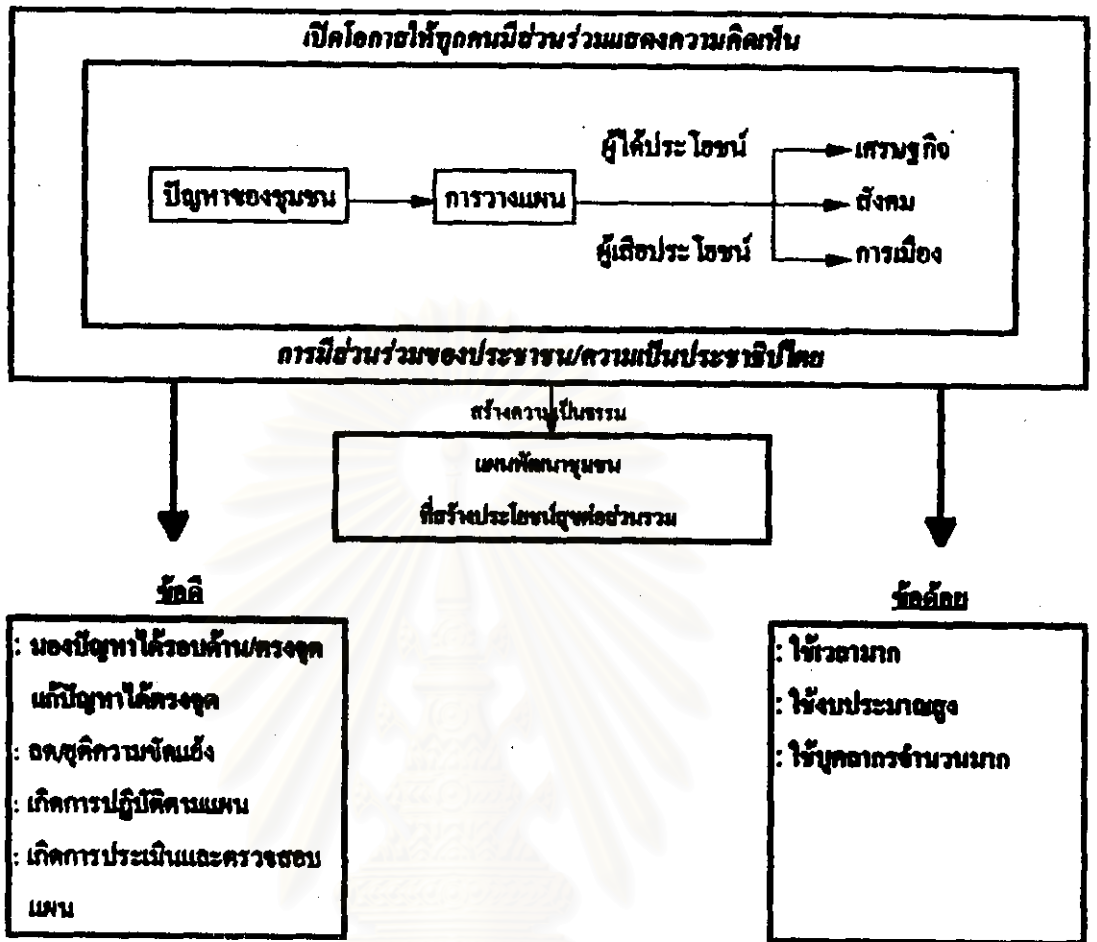 เปิดโอกาสให้ทุกคนมีส่วนร่วมแสดงความคิดเห็น
ผู้ได้ประโยชน์
เศรษฐกิจ
ปัญหาของชุมชน
การวางแผน
สังคม
ผู้เสียประโยชน์
การเมือง
การมีส่วนร่วมของประชาชน/ความเป็นประชาธิปไตย
สร้างความเป็นธรรม
แผนพัฒนาชุมชน
ที่สร้างประโยชน์สุขต่อส่วนรวม
ข้อดี
: มองปัญหาได้รอบด้าน/ตรงจุด
แก้ปัญหาได้ตรงจุด
: ลด/ยุติความขัดแย้ง
: เกิดการปฏิบัติตามแผน
: เกิดการประเมินและตรวจสอบ
แผน
ข้อด้อย
: ใช้เวลามาก
: ใช้งบประมาณสูง
: ใช้บุคลากรจำนวนมาก